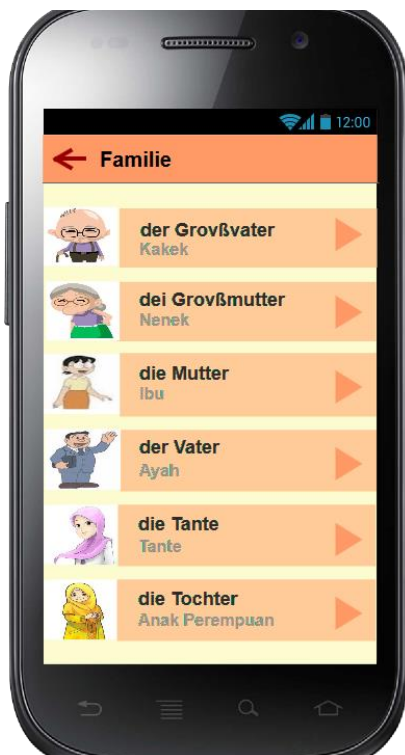 12:00
Familie
der Grovßvater
Kakek
dei Grovßmutter
Nenek
die Mutter
Ibu
der Vater
Ayah
die Tante
Tante
die Tochter
Anak Perempuan